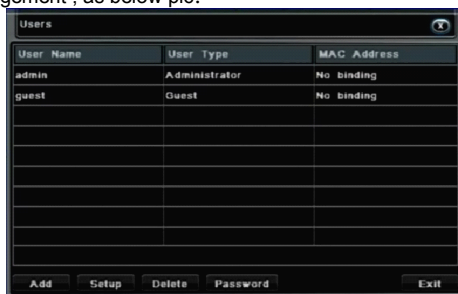 gement , as below pic:
Users
User Name User Type MAC Address
admin Administrator No binding
guest Guest No binding
Add Setup Delete Password Exit